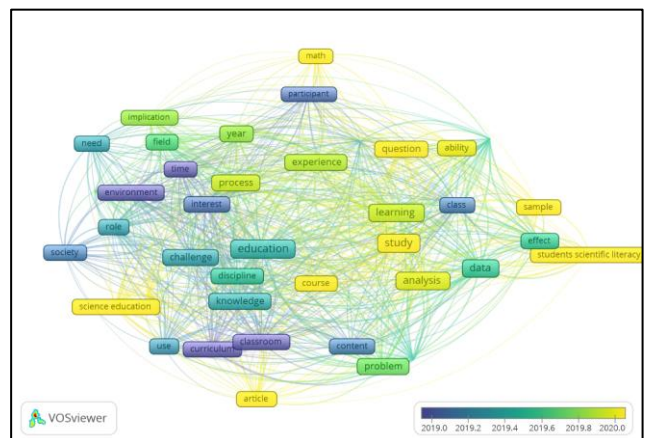 math
participant
implication
year
field
need
question
ability
experience
time
process
environment
interest
class
sample
learning
role
society
education
study
effect
students scientific literacy
challenge
data
discipline
analysis
course
knowledge
science education
use
curriculum
classroom
content
problem
article
VOSviewer
2019.0 2019.2 2019.4 2019.6 2019.8 2020.0